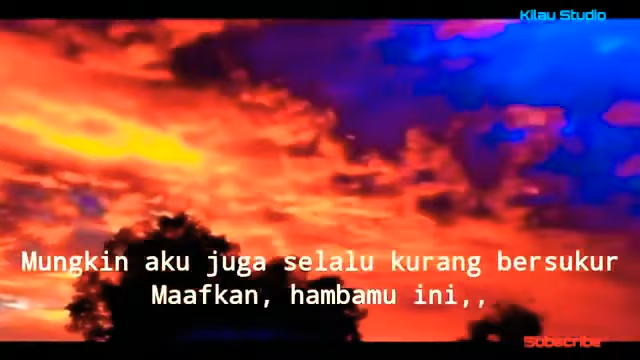 Kilau Studio
Mungkin aku juga selalu kurang bersukur
Maafkan, hambamu ini,,
Subscribe